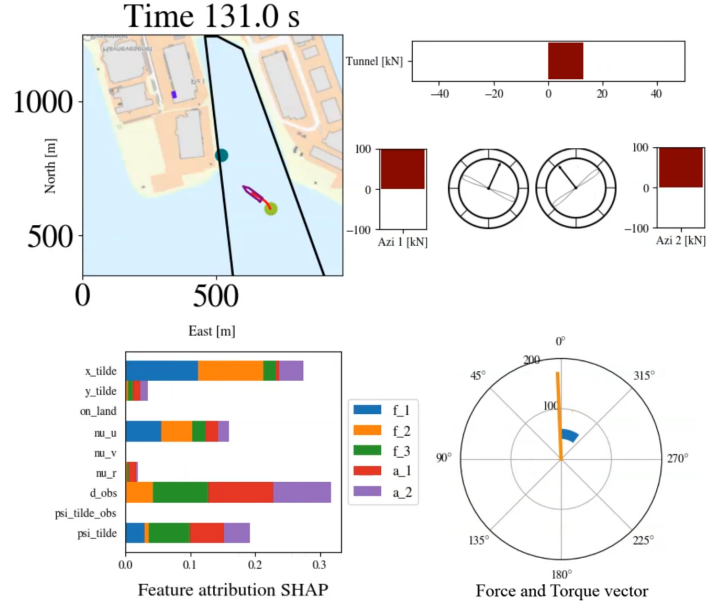 Time 131.0 s
1000
500
North [m]
0
500
East [m]
Tunnel [kN]
−40
−20
0
20
40
100
0
−100
Azi 1 [kN]
100
0
−100
Azi 2 [kN]
x_tilde
y_tilde
on_land
nu_u
nu_v
nu_r
d_obs
psi_tilde_obs
psi_tilde
0.0
0.1
0.2
0.3
Feature attribution SHAP
f_1
f_2
f_3
a_1
a_2
0°
45°
315°
200
100
90°
270°
135°
225°
180°
Force and Torque vector